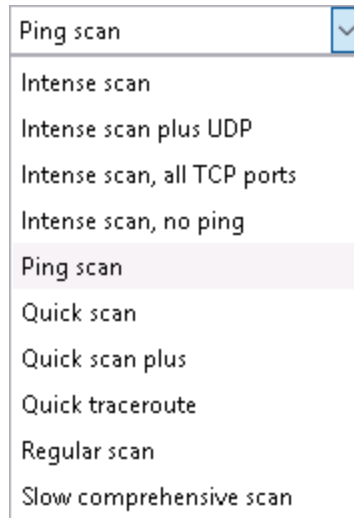 Ping scan
Intense scan
Intense scan plus UDP
Intense scan, all TCP ports
Intense scan, no ping
Ping scan
Quick scan
Quick scan plus
Quick traceroute
Regular scan
Slow comprehensive scan